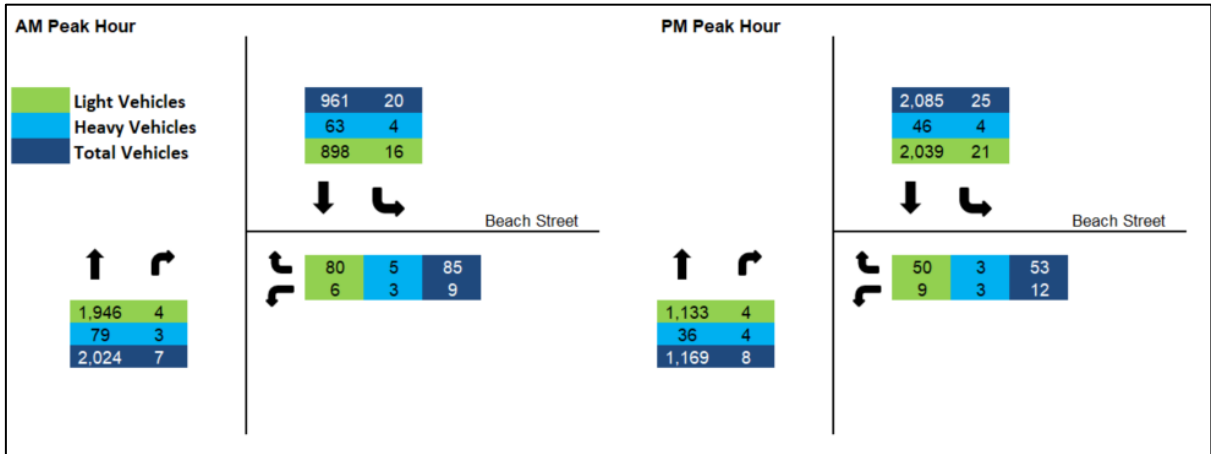 AM Peak Hour
PM Peak Hour
Light Vehicles
Heavy Vehicles
Total Vehicles
961 20
63 4
898 16
2,085 25
46 4
2,039 21
Beach Street
Beach Street
80 5 85
6 3 9
50 3 53
9 3 12
1,946 4
79 3
2,024 7
1,133 4
36 4
1,169 8